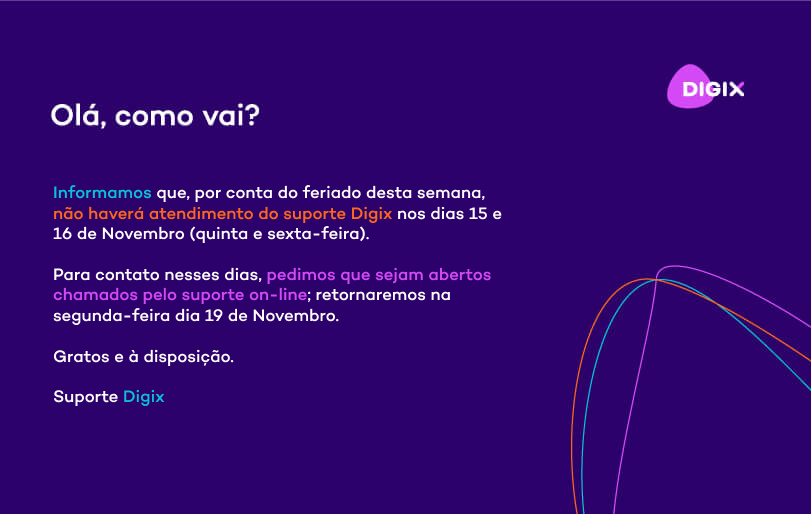 DIGIX
Olá, como vai?
Informamos que, por conta do feriado desta semana,
não haverá atendimento do suporte Digix nos dias 15 e
16 de Novembro (quinta e sexta-feira).
Para contato nesses dias, pedimos que sejam abertos
chamados pelo suporte on-line; retornaremos na
segunda-feira dia 19 de Novembro.
Gratos e à disposição.
Suporte Digix